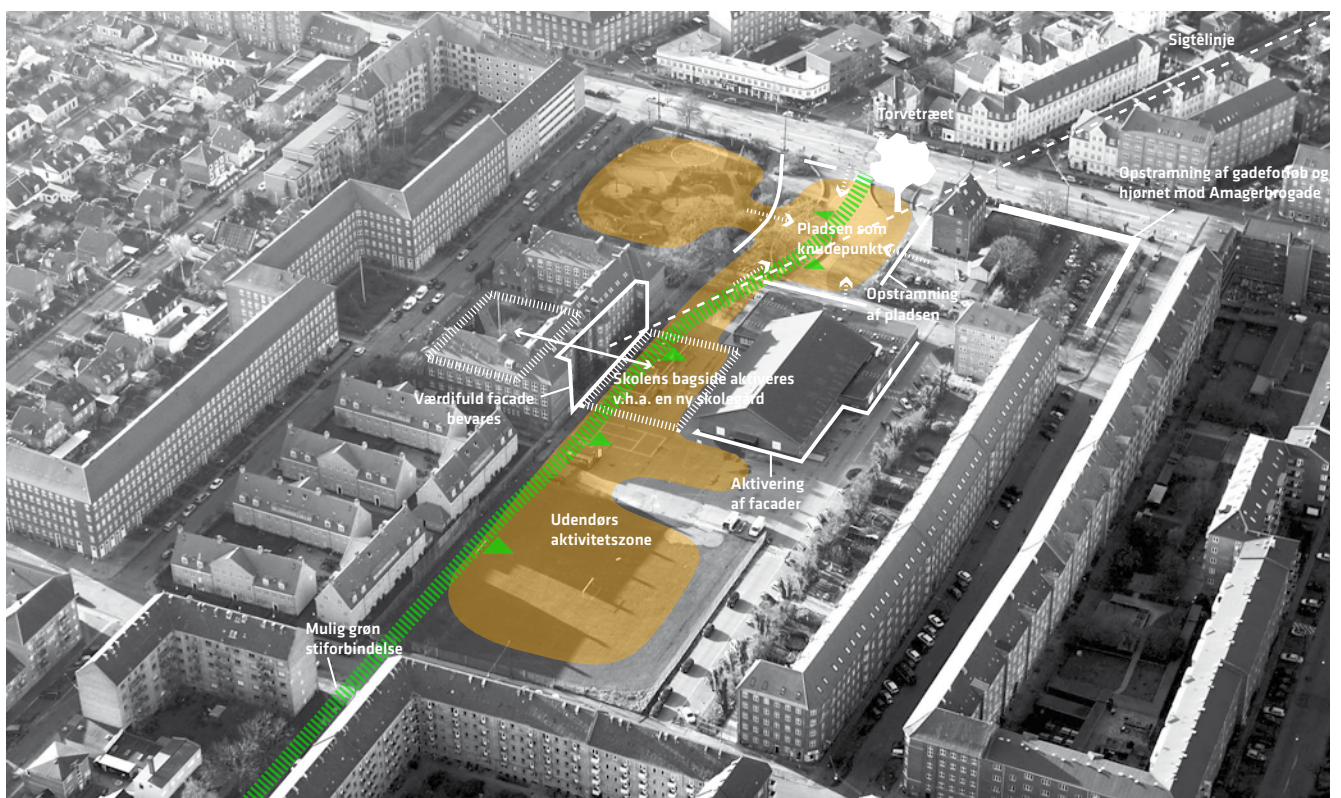 Sigtelinje
Torvetræet
Opstramning af gadeforløb og
hjørnet mod Amagerbrogade
Pladsen som
knudepunkt
Opstramning
af pladsen
Skolens bagside aktiveres
v.h.a. en ny skolegård
Værdifuld facade
bevares
Aktivering
af facader
Udendørs
aktivitetszone
Mulig grøn
stiforbindelse